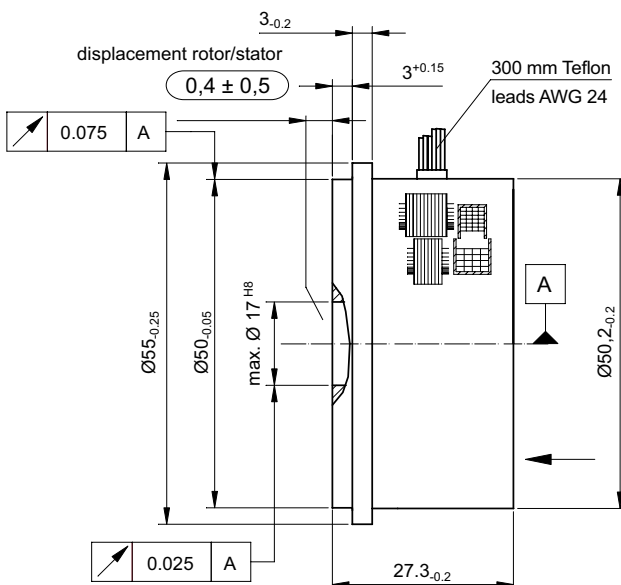 3-0.2
displacement rotor/stator
0,4 ± 0,5
3+0.15
300 mm Teflon
leads AWG 24
0.075 A
A
Ø55-0.25
Ø50-0.05
max. Ø 17 H8
Ø50,2-0.2
0.025 A
27.3-0.2